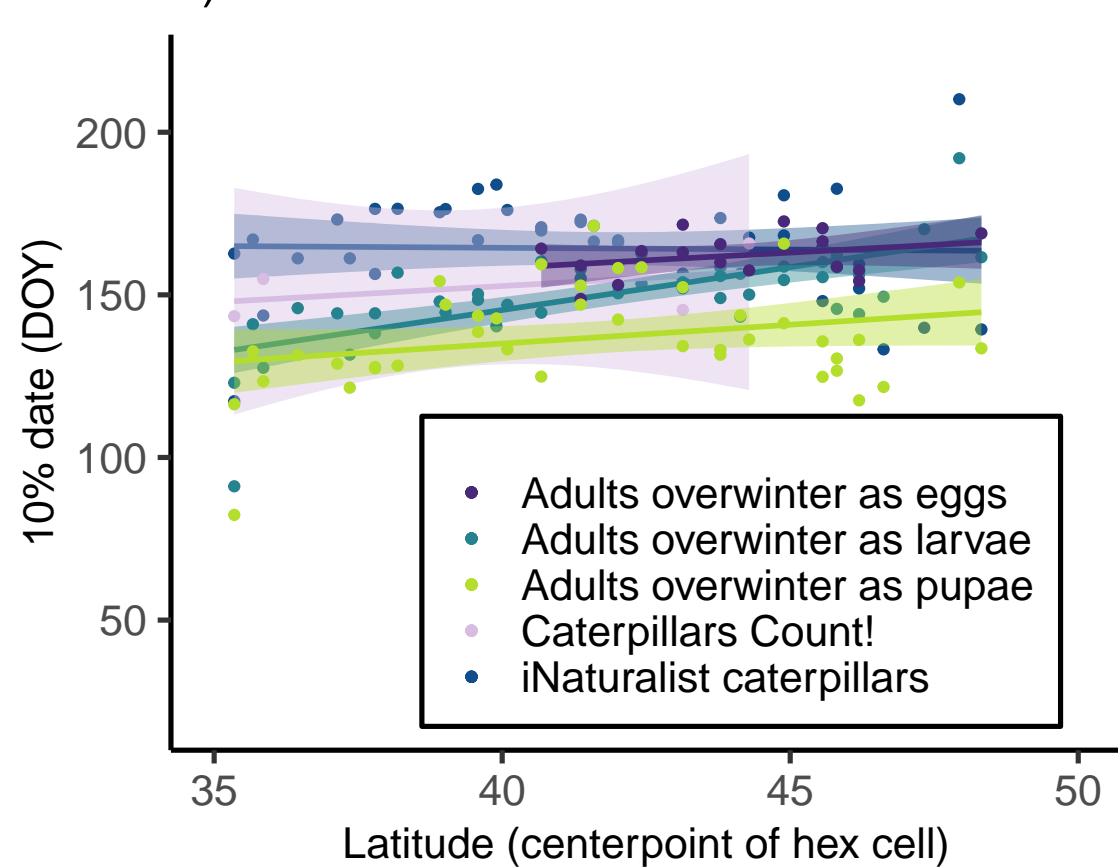 )
200
150
100
50
10% date (DOY)
Adults overwinter as eggs
Adults overwinter as larvae
Adults overwinter as pupae
Caterpillars Count!
iNaturalist caterpillars
35
40
45
50
Latitude (centerpoint of hex cell)